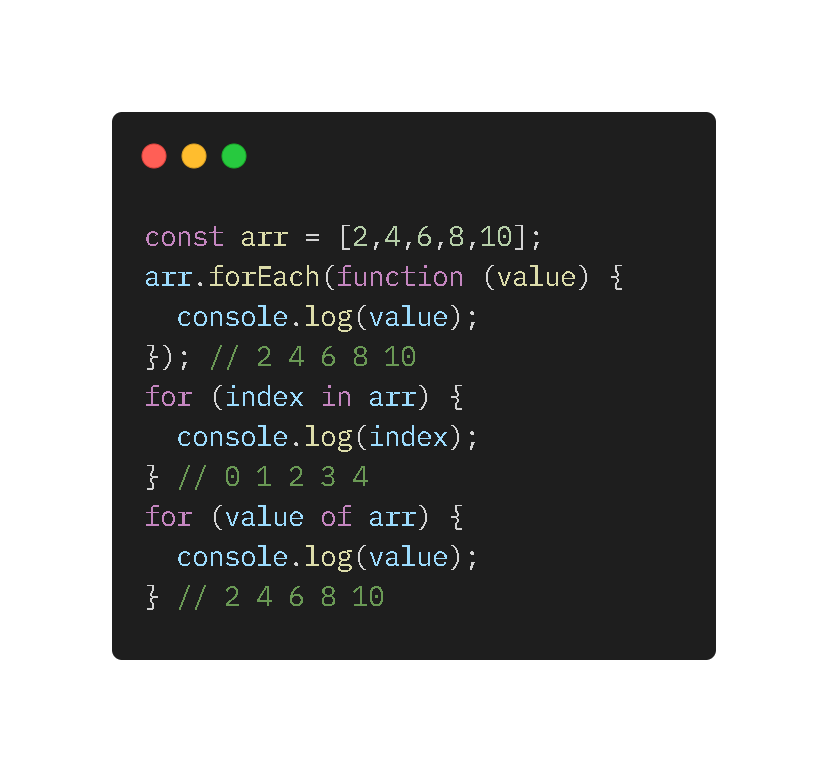 const arr = [2,4,6,8,10];
arr.forEach(function (value) {
  console.log(value);
}); // 2 4 6 8 10
for (index in arr) {
  console.log(index);
} // 0 1 2 3 4
for (value of arr) {
  console.log(value);
} // 2 4 6 8 10